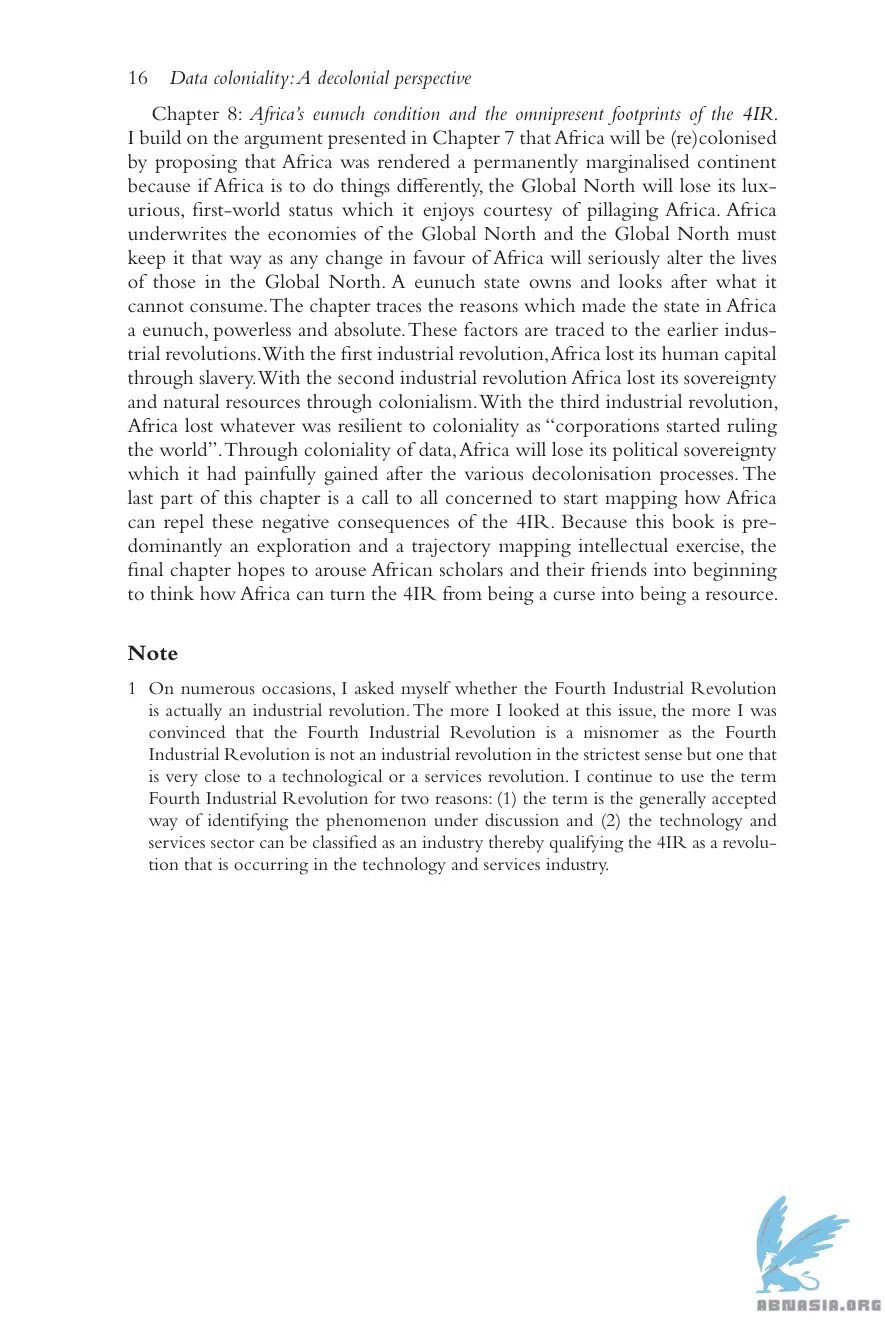 16 Data coloniality: A decolonial perspective
Chapter 8: Africa's eunuch condition and the omnipresent footprints of the 4IR.
I build on the argument presented in Chapter 7 that Africa will be (re)colonised
by proposing that Africa was rendered a permanently marginalised continent
because if Africa is to do things differently, the Global North will lose its lux-
urious, first-world status which it enjoys courtesy of pillaging Africa. Africa
underwrites the economies of the Global North and the Global North must
keep it that way as any change in favour of Africa will seriously alter the lives
of those in the Global North. A eunuch state owns and looks after what it
cannot consume. The chapter traces the reasons which made the state in Africa
a eunuch, powerless and absolute. These factors are traced to the earlier indus-
trial revolutions. With the first industrial revolution, Africa lost its human capital
through slavery. With the second industrial revolution Africa lost its sovereignty
and natural resources through colonialism. With the third industrial revolution,
Africa lost whatever was resilient to coloniality as “corporations started ruling
the world”. Through coloniality of data, Africa will lose its political sovereignty
which it had painfully gained after the various decolonisation processes. The
last part of this chapter is a call to all concerned to start mapping how Africa
can repel these negative consequences of the 4IR. Because this book is pre-
dominantly an exploration and a trajectory mapping intellectual exercise, the
final chapter hopes to arouse African scholars and their friends into beginning
to think how Africa can turn the 4IR from being a curse into being a resource.
Note
1 On numerous occasions, I asked myself whether the Fourth Industrial Revolution
is actually an industrial revolution. The more I looked at this issue, the more I was
convinced that the Fourth Industrial Revolution is a misnomer as the Fourth
Industrial Revolution is not an industrial revolution in the strictest sense but one that
is very close to a technological or a services revolution. I continue to use the term
Fourth Industrial Revolution for two reasons: (1) the term is the generally accepted
way of identifying the phenomenon under discussion and (2) the technology and
services sector can be classified as an industry thereby qualifying the 4IR as a revolu-
tion that is occurring in the technology and services industry.
ABNASIA.ORG